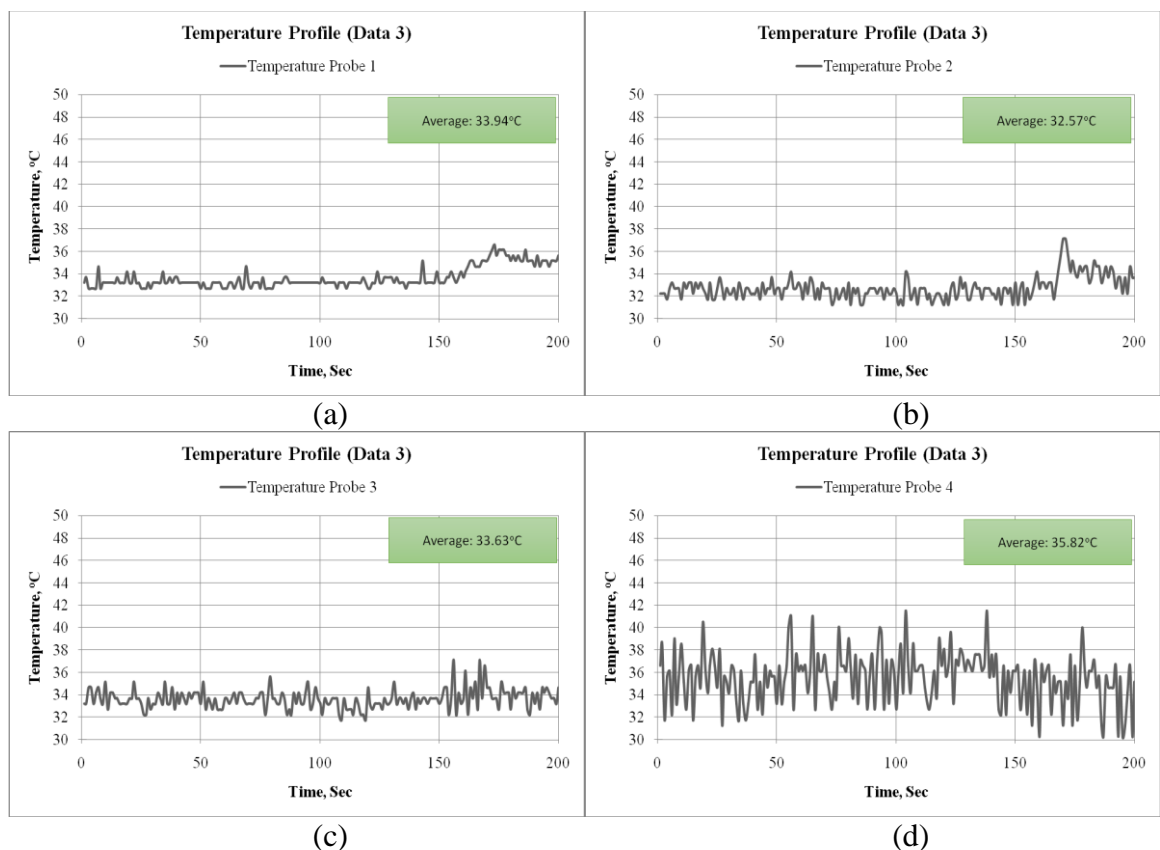 Temperature Profile (Data 3)
Temperature Probe 1
Average: 33.94°C
Temperature, °C
50
48
46
44
42
40
38
36
34
32
30
0 50 100 150 200
Time, Sec
(a)
Temperature Profile (Data 3)
Temperature Probe 2
Average: 32.57°C
Temperature, °C
50
48
46
44
42
40
38
36
34
32
30
0 50 100 150 200
Time, Sec
(b)
Temperature Profile (Data 3)
Temperature Probe 3
Average: 33.63°C
Temperature, °C
50
48
46
44
42
40
38
36
34
32
30
0 50 100 150 200
Time, Sec
(c)
Temperature Profile (Data 3)
Temperature Probe 4
Average: 35.82°C
Temperature, °C
50
48
46
44
42
40
38
36
34
32
30
0 50 100 150 200
Time, Sec
(d)